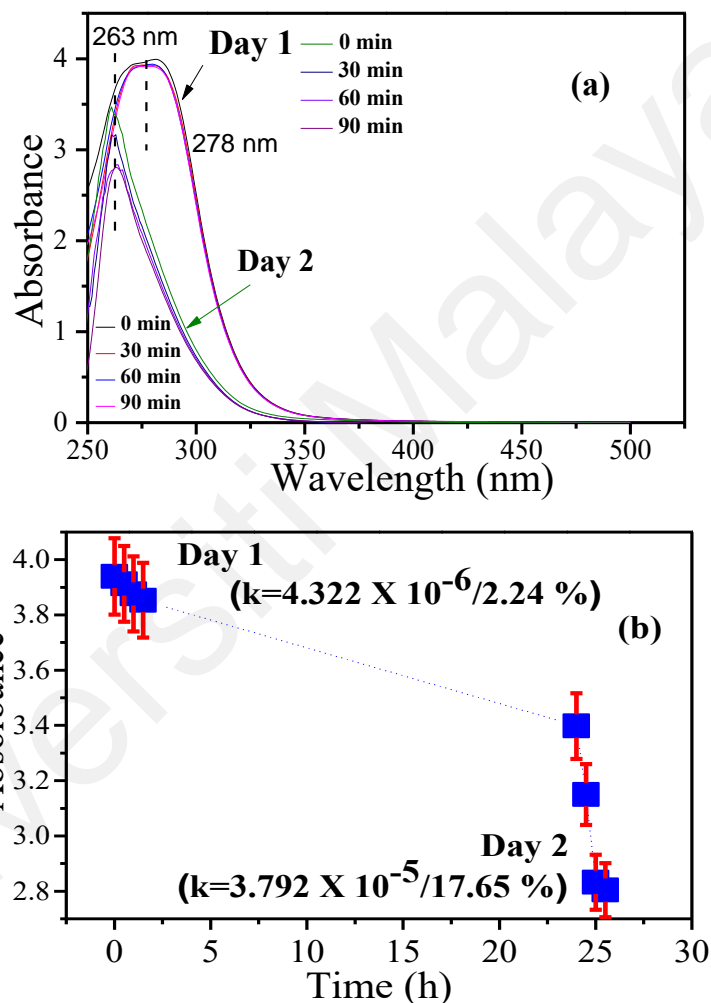 4
263 nm
Day 1
0 min
30 min
60 min
90 min
(a)
278 nm
3
2
Day 2
1
0 min
30 min
60 min
90 min
0
250 300 350 400 450 500
Absorbance
Wavelength (nm)
4.0
Day 1
(k=4.322 X 10-6/2.24 %)
(b)
3.8
3.6
3.4
3.2
3.0
Day 2
(k=3.792 X 10-5/17.65 %)
2.8
0 5 10 15 20 25 30
Time (h)
versiti Malaya